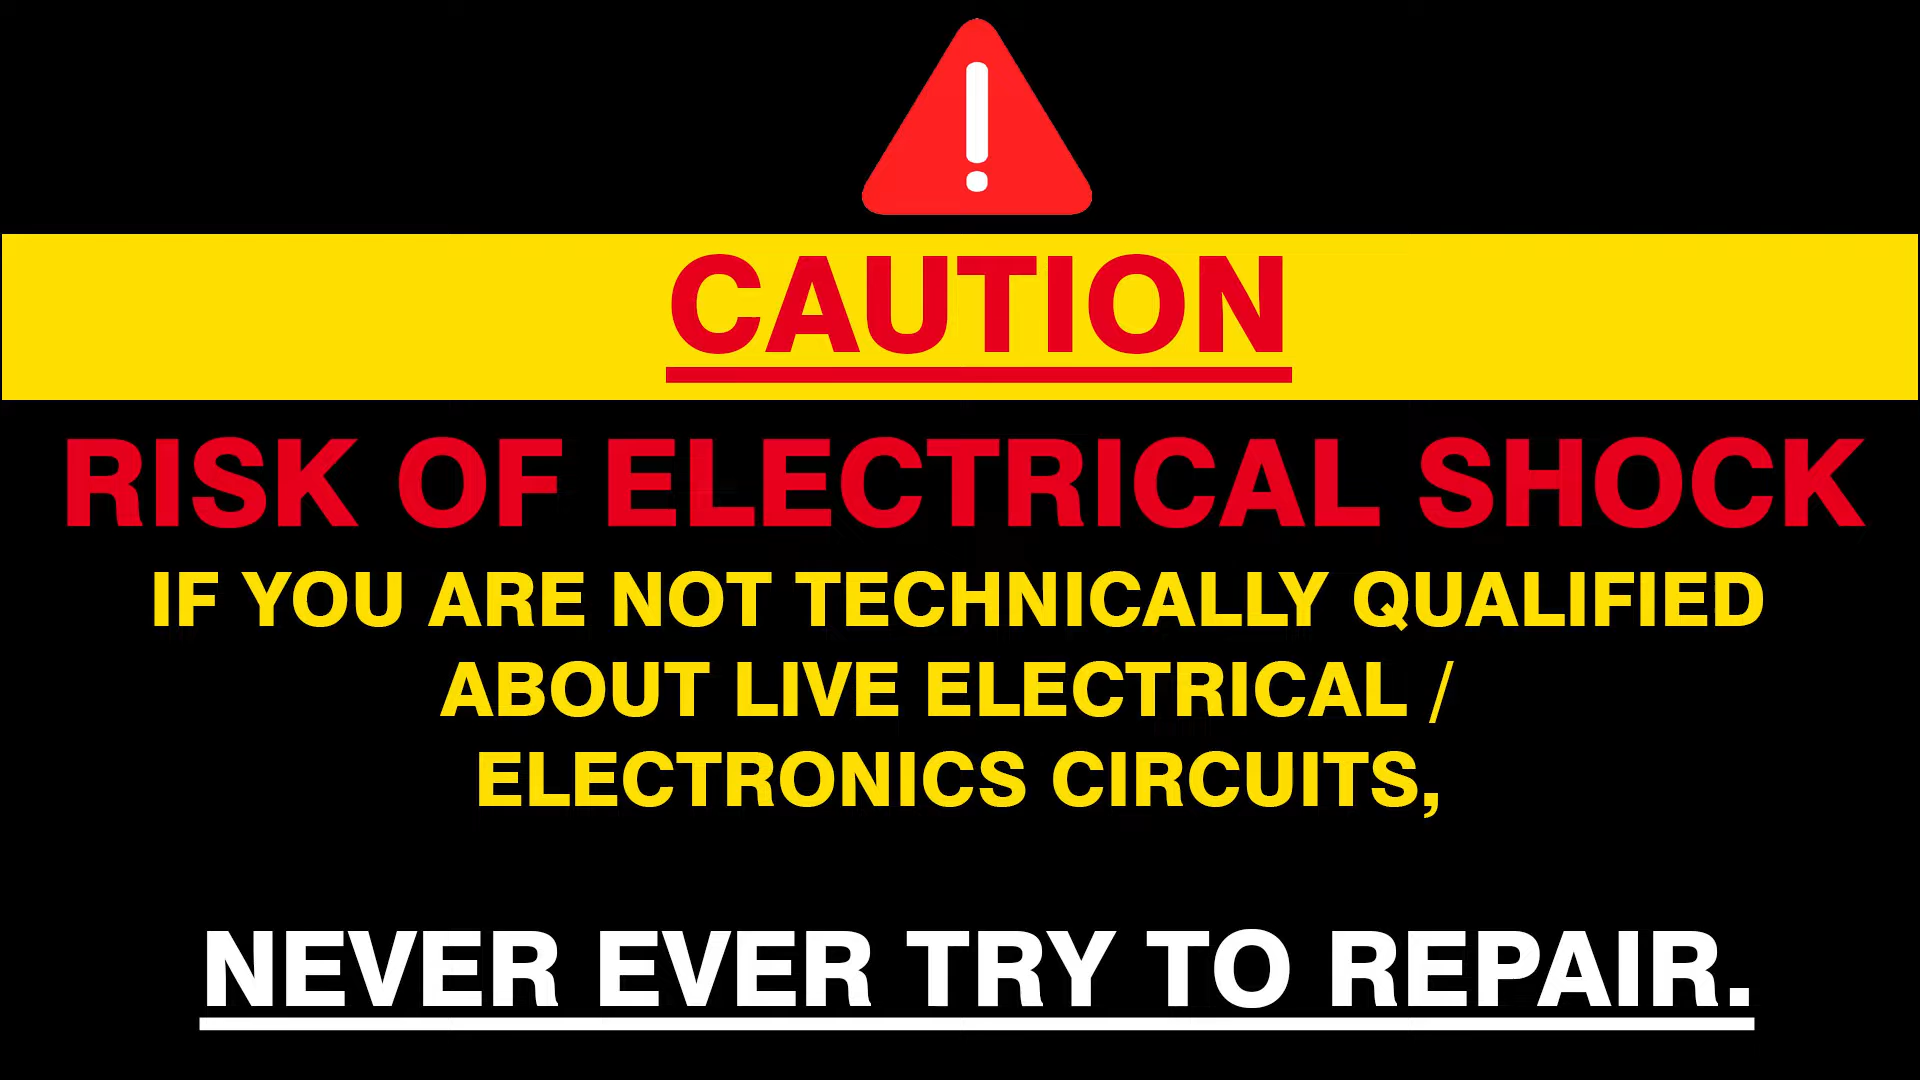 CAUTION
RISK OF ELECTRICAL SHOCK
IF YOU ARE NOT TECHNICALLY QUALIFIED
ABOUT LIVE ELECTRICAL /
ELECTRONICS CIRCUITS,
NEVER EVER TRY TO REPAIR.